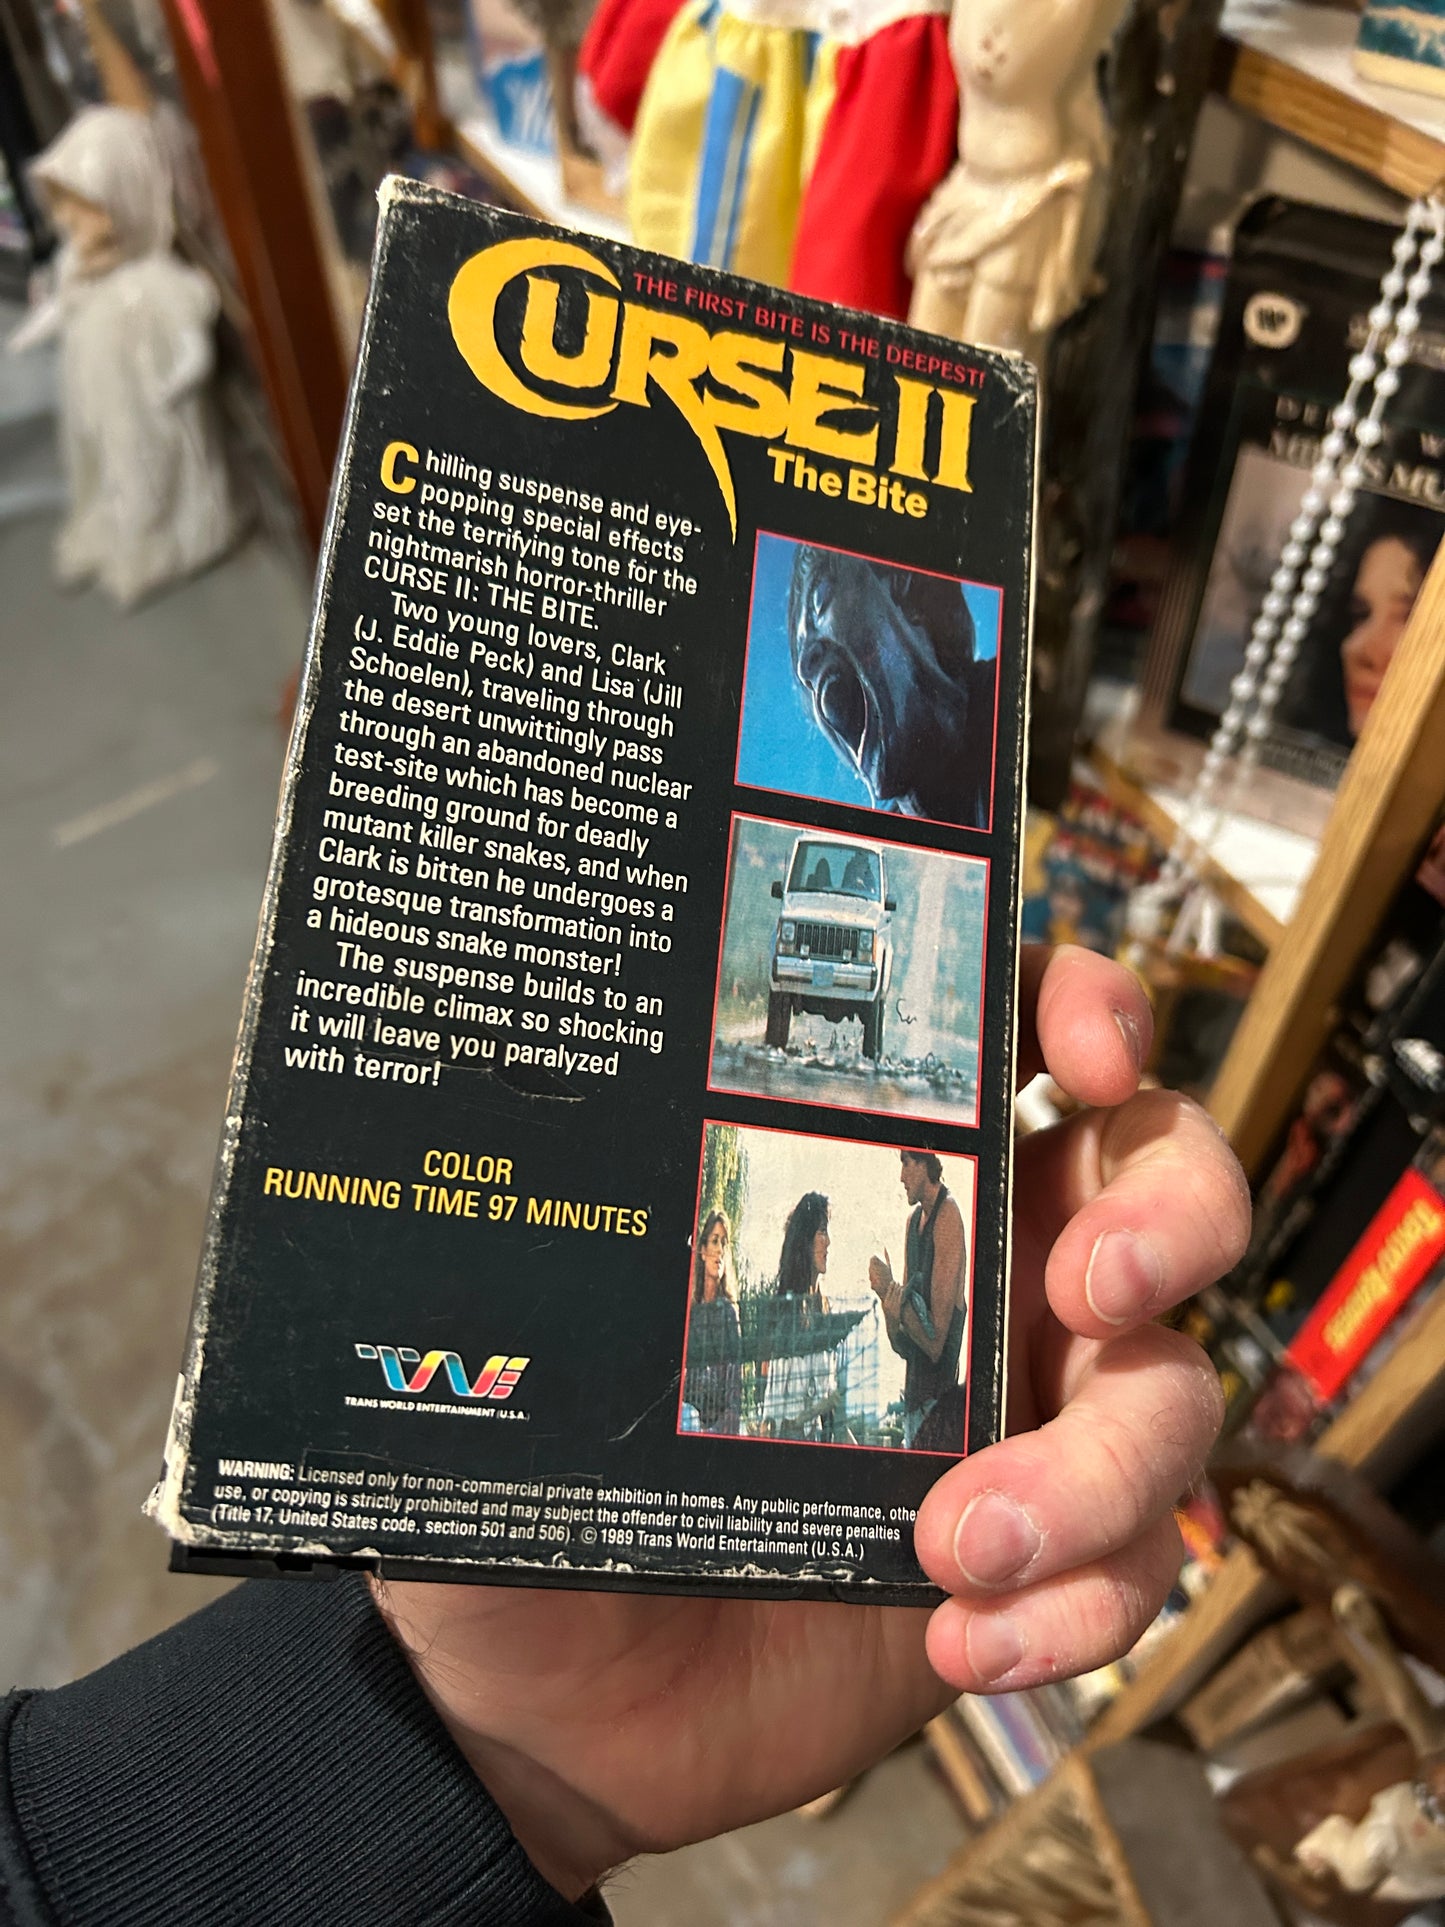 THE FIRST BITE IS THE DEEPEST!
CURSE II
The Bite
Chilling suspense and eye-
popping special effects
set the terrifying tone for the
nightmarish horror-thriller
CURSE II: THE BITE.
Two young lovers, Clark
(J. Eddie Peck) and Lisa (Jill
Schoelen), traveling through
the desert unwittingly pass
through an abandoned nuclear
test-site which has become a
breeding ground for deadly
mutant killer snakes, and when
Clark is bitten he undergoes a
grotesque transformation into
a hideous snake monster!
The suspense builds to an
incredible climax so shocking
it will leave you paralyzed
with terror!
COLOR
RUNNING TIME 97 MINUTES
TWE
TRANS WORLD ENTERTAINMENT (U.S.A.)
WARNING: Licensed only for non-commercial private exhibition in homes. Any public performance, other
use, or copying is strictly prohibited and may subject the offender to civil liability and severe penalties
(Title 17, United States code, section 501 and 506). © 1989 Trans World Entertainment (U.S.A.)